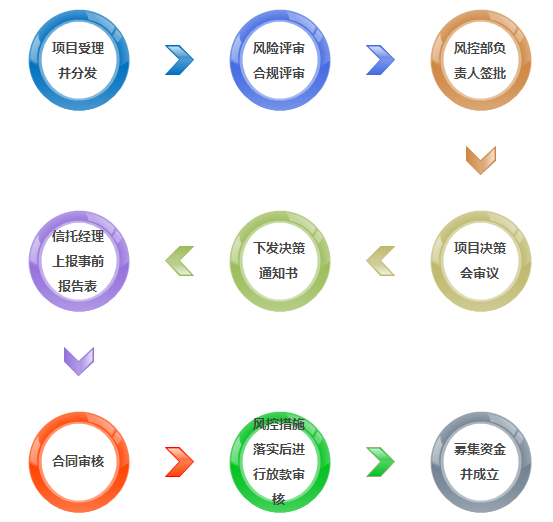 项目受理
并分发
风险评审
合规评审
风控部负
责人签批
项目决策
会审议
下发决策
通知书
信托经理
上报事前
报告表
合同审核
风控措施
落实后进
行放款审
核
募集资金
并成立